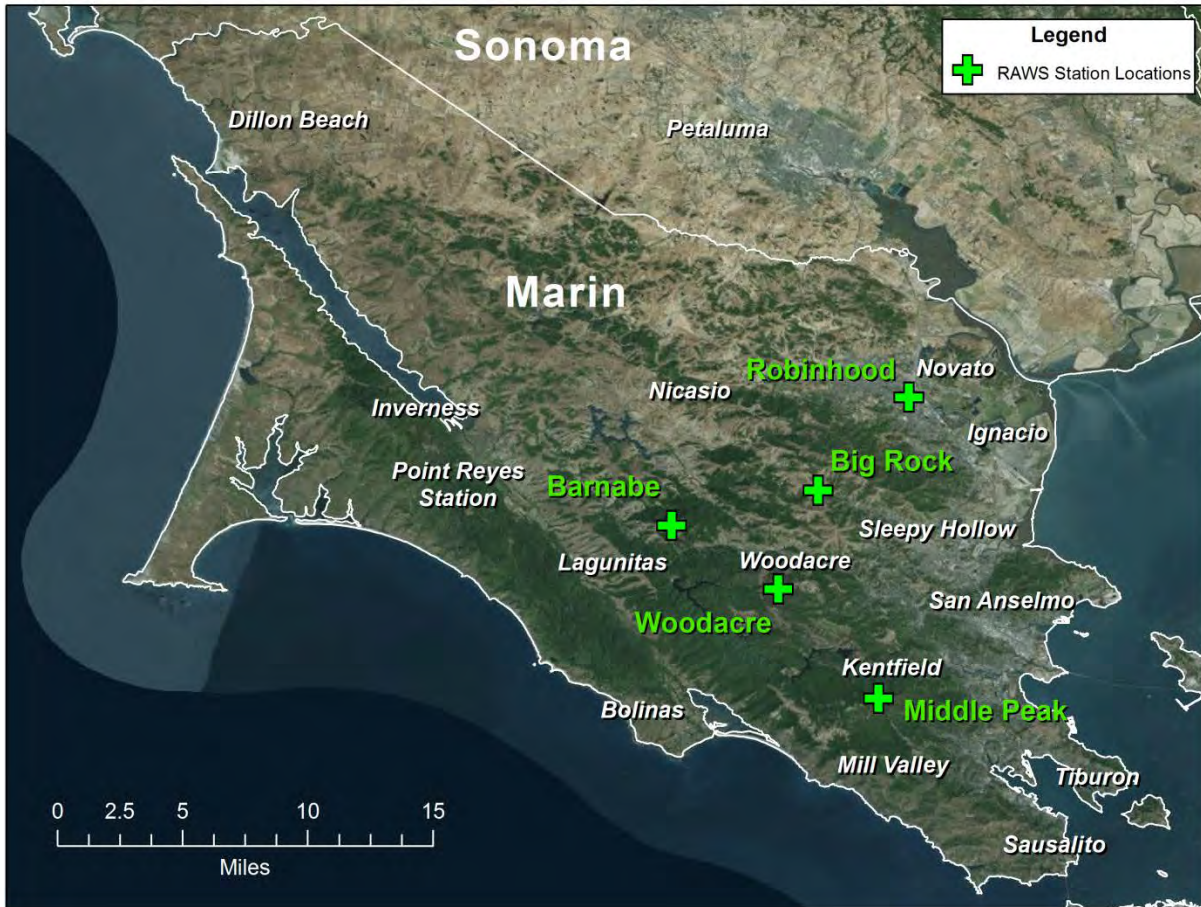 Sonoma
Legend
RAWS Station Locations
Dillon Beach
Petaluma
Marin
Robinhood
Novato
Nicasio
Inverness
Ignacio
Big Rock
Point Reyes
Station
Barnabe
Sleepy Hollow
Lagunitas
Woodacre
San Anselmo
Woodacre
Kentfield
Bolinas
Middle Peak
Mill Valley
Tiburon
0 2.5 5 10 15
Miles
Sausalito